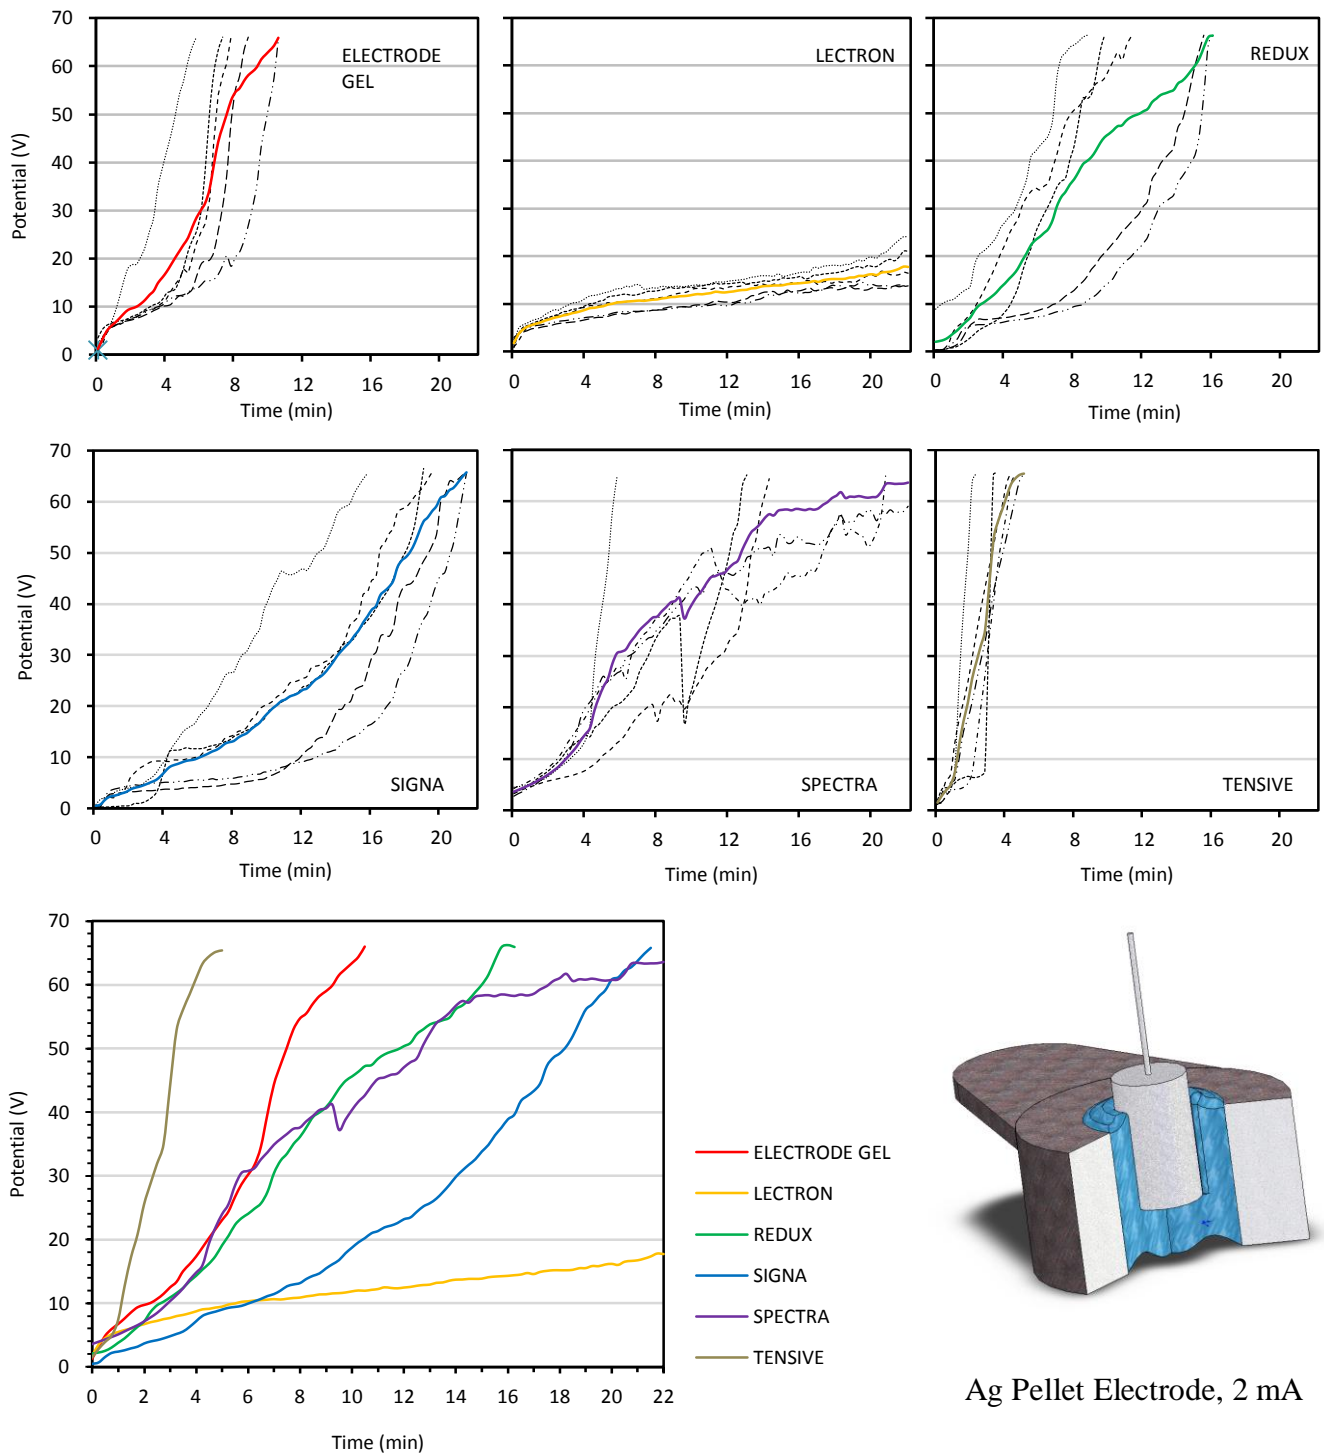 ELECTRODE
GEL
Potential (V)
70
60
50
40
30
20
10
0
0 4 8 12 16 20
Time (min)
LECTRON
0 4 8 12 16 20
Time (min)
REDUX
0 4 8 12 16 20
Time (min)
SIGNA
Potential (V)
70
60
50
40
30
20
10
0
0 4 8 12 16 20
Time (min)
SPECTRA
0 4 8 12 16 20
Time (min)
TENSIVE
0 4 8 12 16 20
Time (min)
Potential (V)
70
60
50
40
30
20
10
0
0 2 4 6 8 10 12 14 16 18 20 22
Time (min)
ELECTRODE GEL
LECTRON
REDUX
SIGNA
SPECTRA
TENSIVE
Ag Pellet Electrode, 2 mA